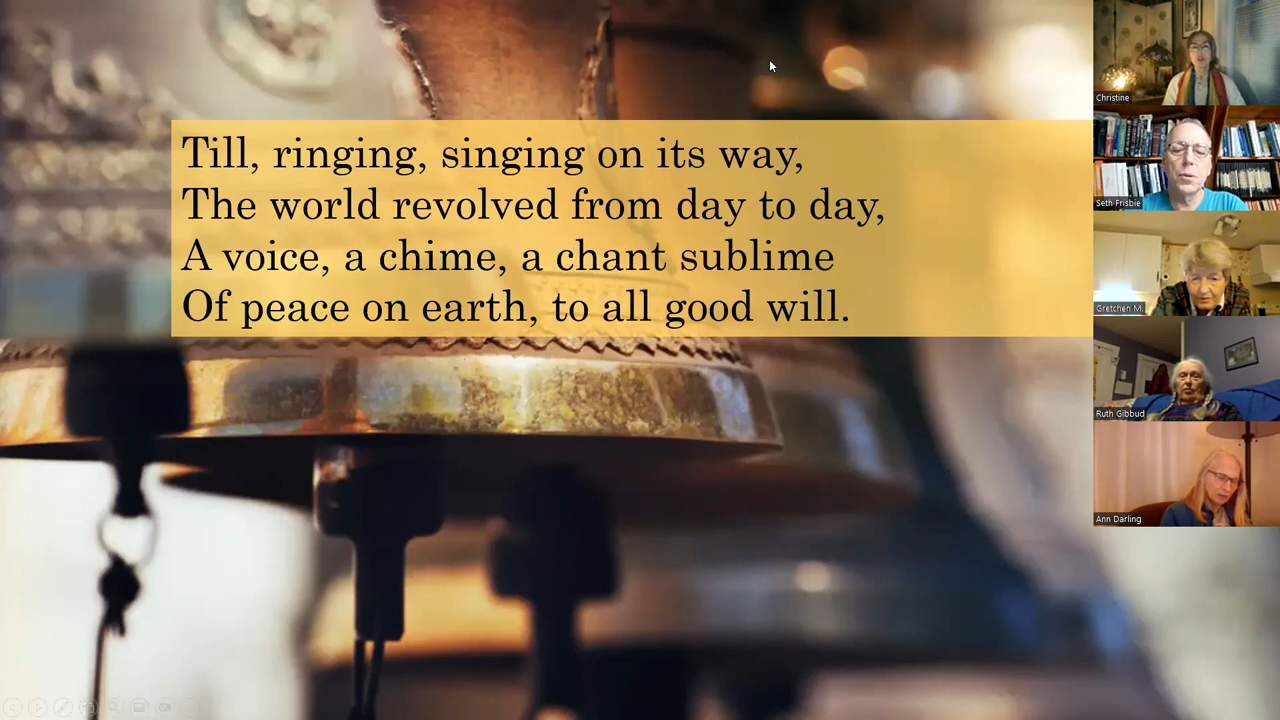 Till, ringing, singing on its way,
The world revolved from day to day,
A voice, a chime, a chant sublime
Of peace on earth, to all good will.
Christine
Seth Frisbie
Gretchen M.
Ruth Gibbud
Ann Darling